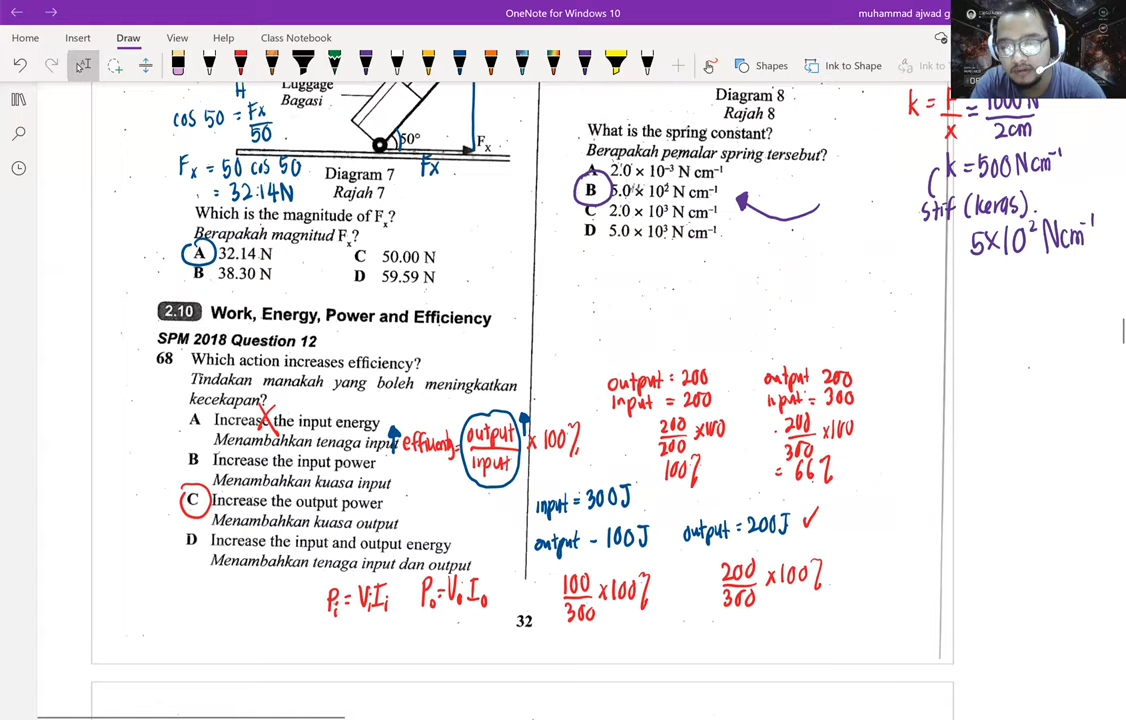 OneNote for Windows 10
muhammad ajwad g
Home
Insert
Draw
View
Help
Class Notebook
Shapes
Ink to Shape
Ink to
Luggage
Bagasi
H
cos 50 = Fx
50
Fx = 50 cos 50
= 32.14N
50°
Fx
Fx
Diagram 7
Rajah 7
Which is the magnitude of Fx?
Berapakah magnitud Fx?
A 32.14 N
C 50.00 N
B 38.30 N
D 59.59 N
2.10 Work, Energy, Power and Efficiency
SPM 2018 Question 12
68 Which action increases efficiency?
Tindakan manakah yang boleh meningkatkan
kecekapan?
A Increase the input energy
Menambahkan tenaga input
B Increase the input power
Menambahkan kuasa input
C Increase the output power
Menambahkan kuasa output
D Increase the input and output energy
Menambahkan tenaga input dan output
Pi = ViIi Po = VoIo
32
Diagram 8
Rajah 8
What is the spring constant?
Berapakah pemalar spring tersebut?
A 2.0 × 10⁻³ N cm⁻¹
B 5.0 × 10² N cm⁻¹
C 2.0 × 10³ N cm⁻¹
D 5.0 × 10³ N cm⁻¹
k = F = 1000N
x 2cm
k = 500 N cm⁻¹
stif (keras).
5×10² Ncm⁻¹
output = 200
input = 200
200 ×100
200
100%
output 200
input = 300
200 ×100
300
= 66%
output × 100%
input
input = 300J
output - 100J
output = 200J ✓
100 ×100%
300
200 ×100%
300